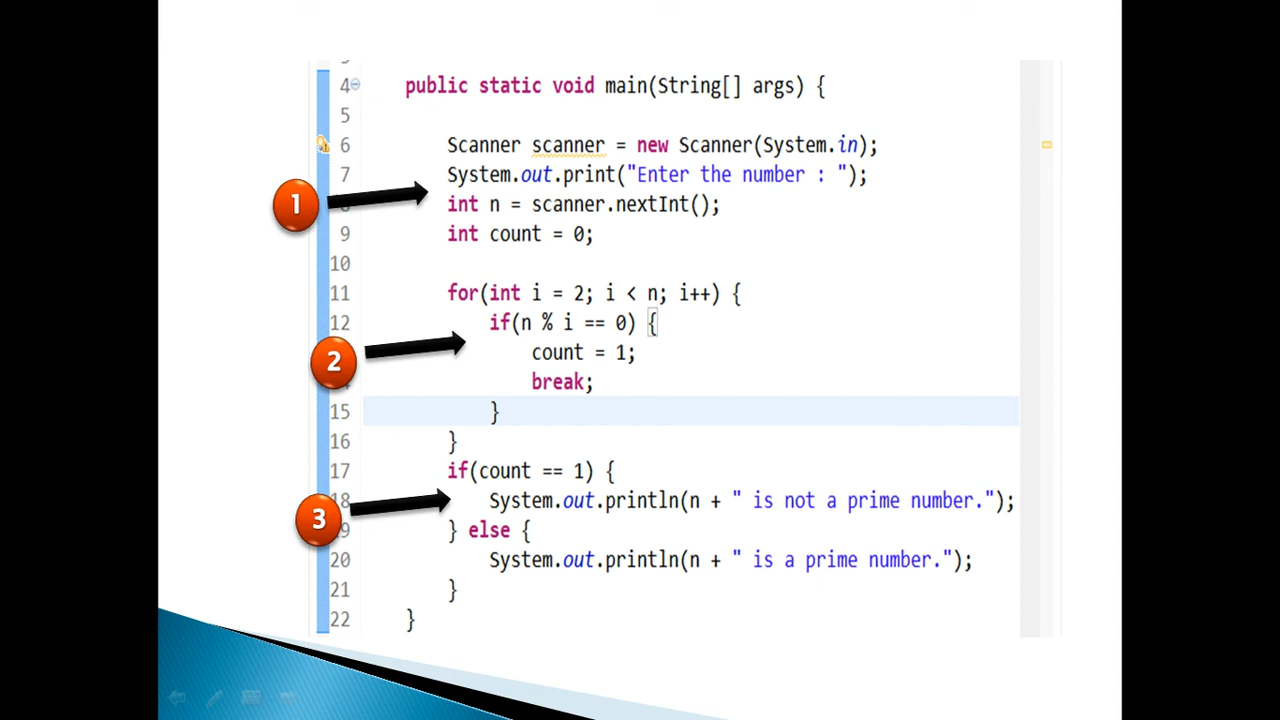 4 public static void main(String[] args) {
5
6 Scanner scanner = new Scanner(System.in);
7 System.out.print("Enter the number : ");
1
int n = scanner.nextInt();
9 int count = 0;
10
11 for(int i = 2; i < n; i++) {
12 if(n % i == 0) {
2
count = 1;
break;
15 }
16 }
17 if(count == 1) {
3
System.out.println(n + " is not a prime number.");
} else {
20 System.out.println(n + " is a prime number.");
21 }
22 }